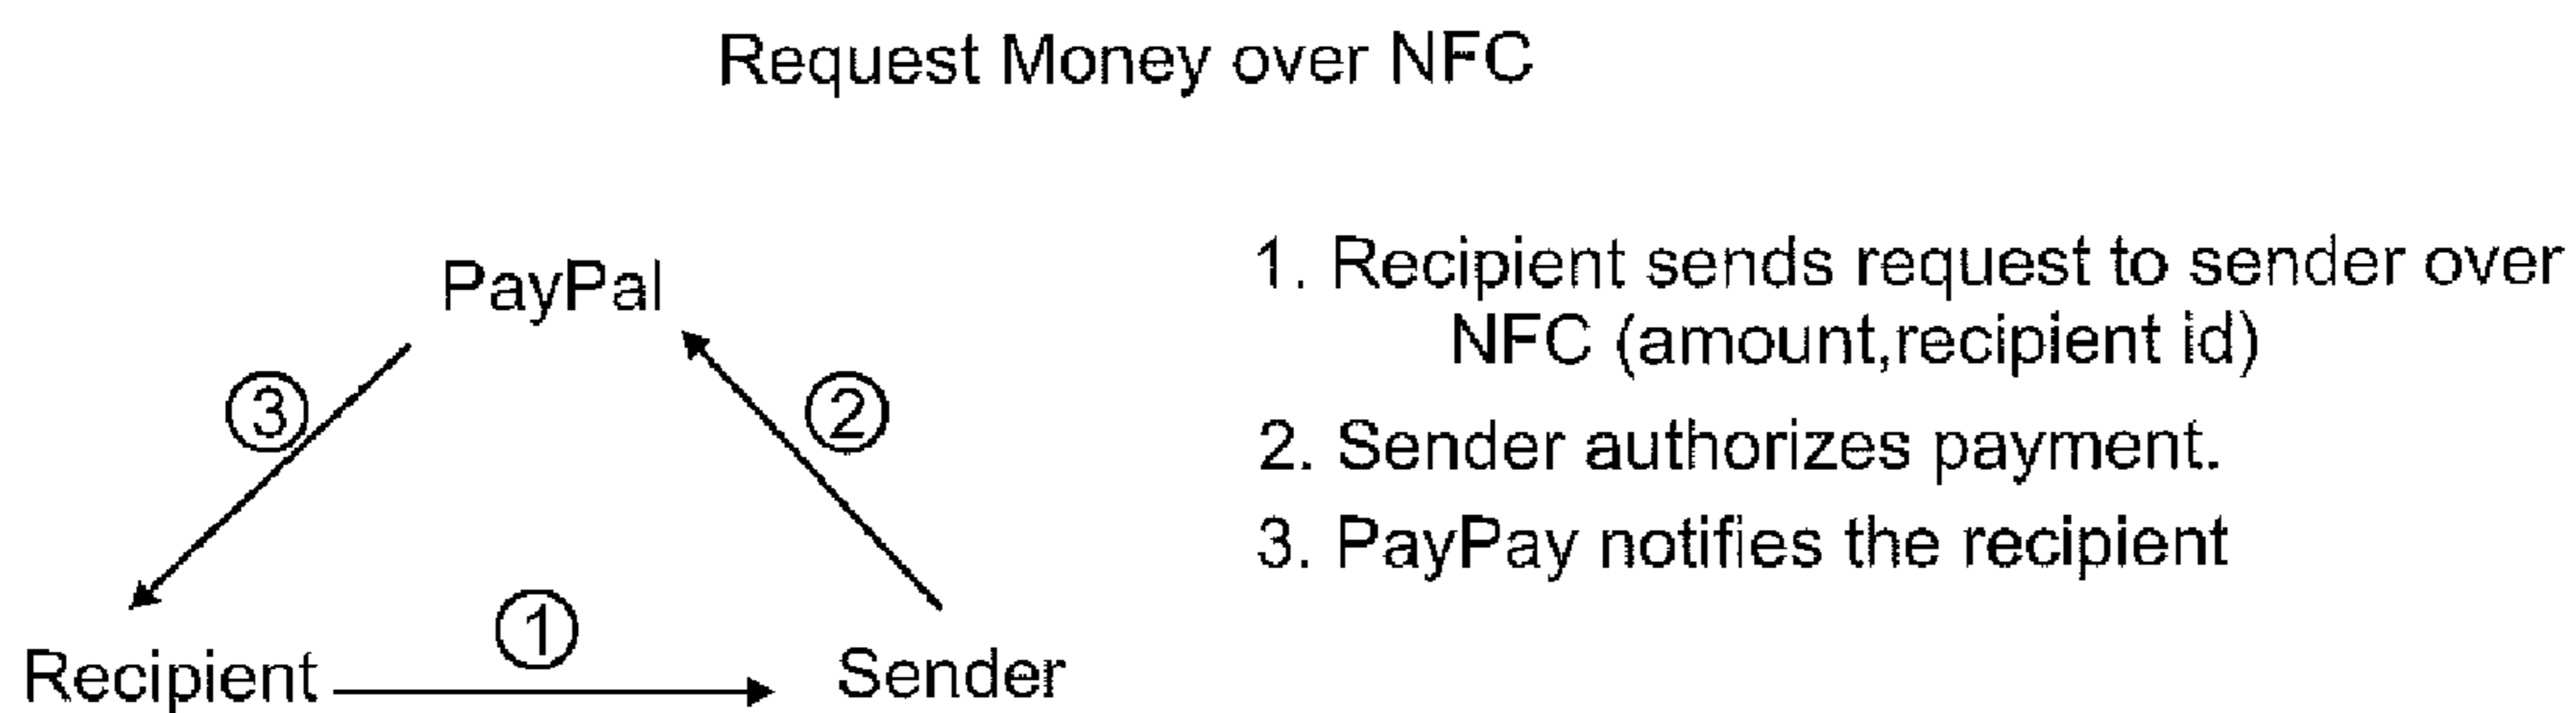 Request Money over NFC
PayPal
3
2
Recipient
1
Sender
1. Recipient sends request to sender over
NFC (amount,recipient id)
2. Sender authorizes payment.
3. PayPay notifies the recipient